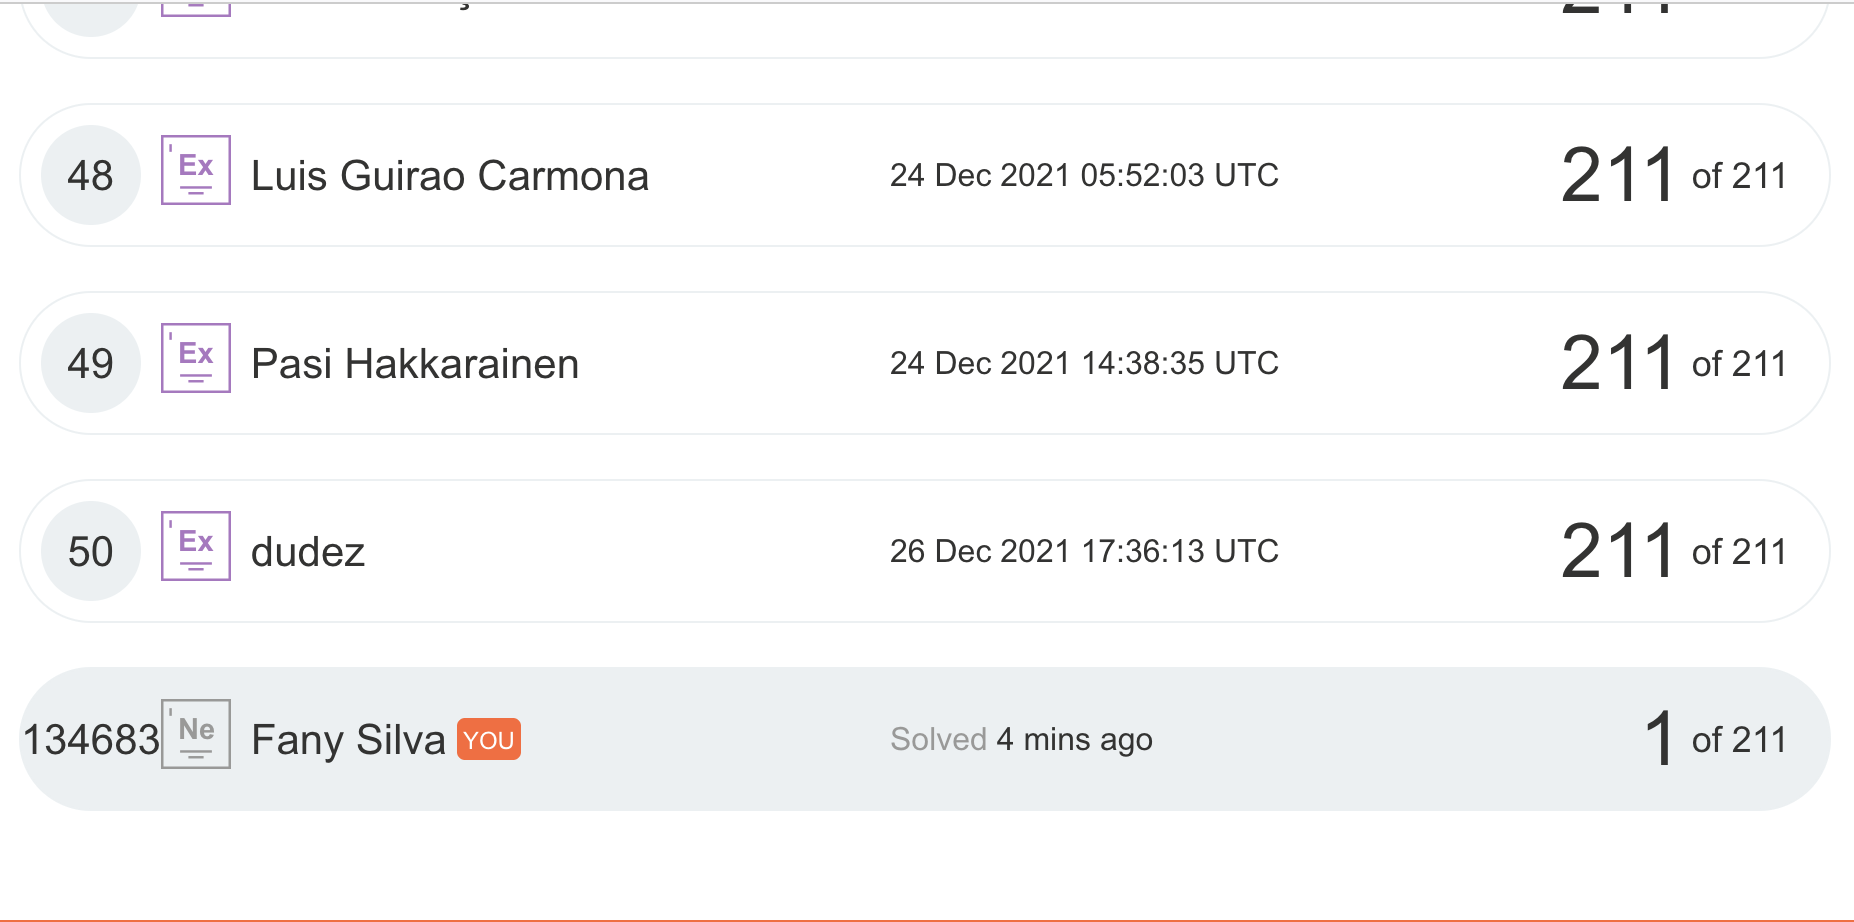 48 Ex Luis Guirao Carmona 24 Dec 2021 05:52:03 UTC 211 of 211
49 Ex Pasi Hakkarainen 24 Dec 2021 14:38:35 UTC 211 of 211
50 Ex dudez 26 Dec 2021 17:36:13 UTC 211 of 211
134683 Ne Fany Silva YOU Solved 4 mins ago 1 of 211